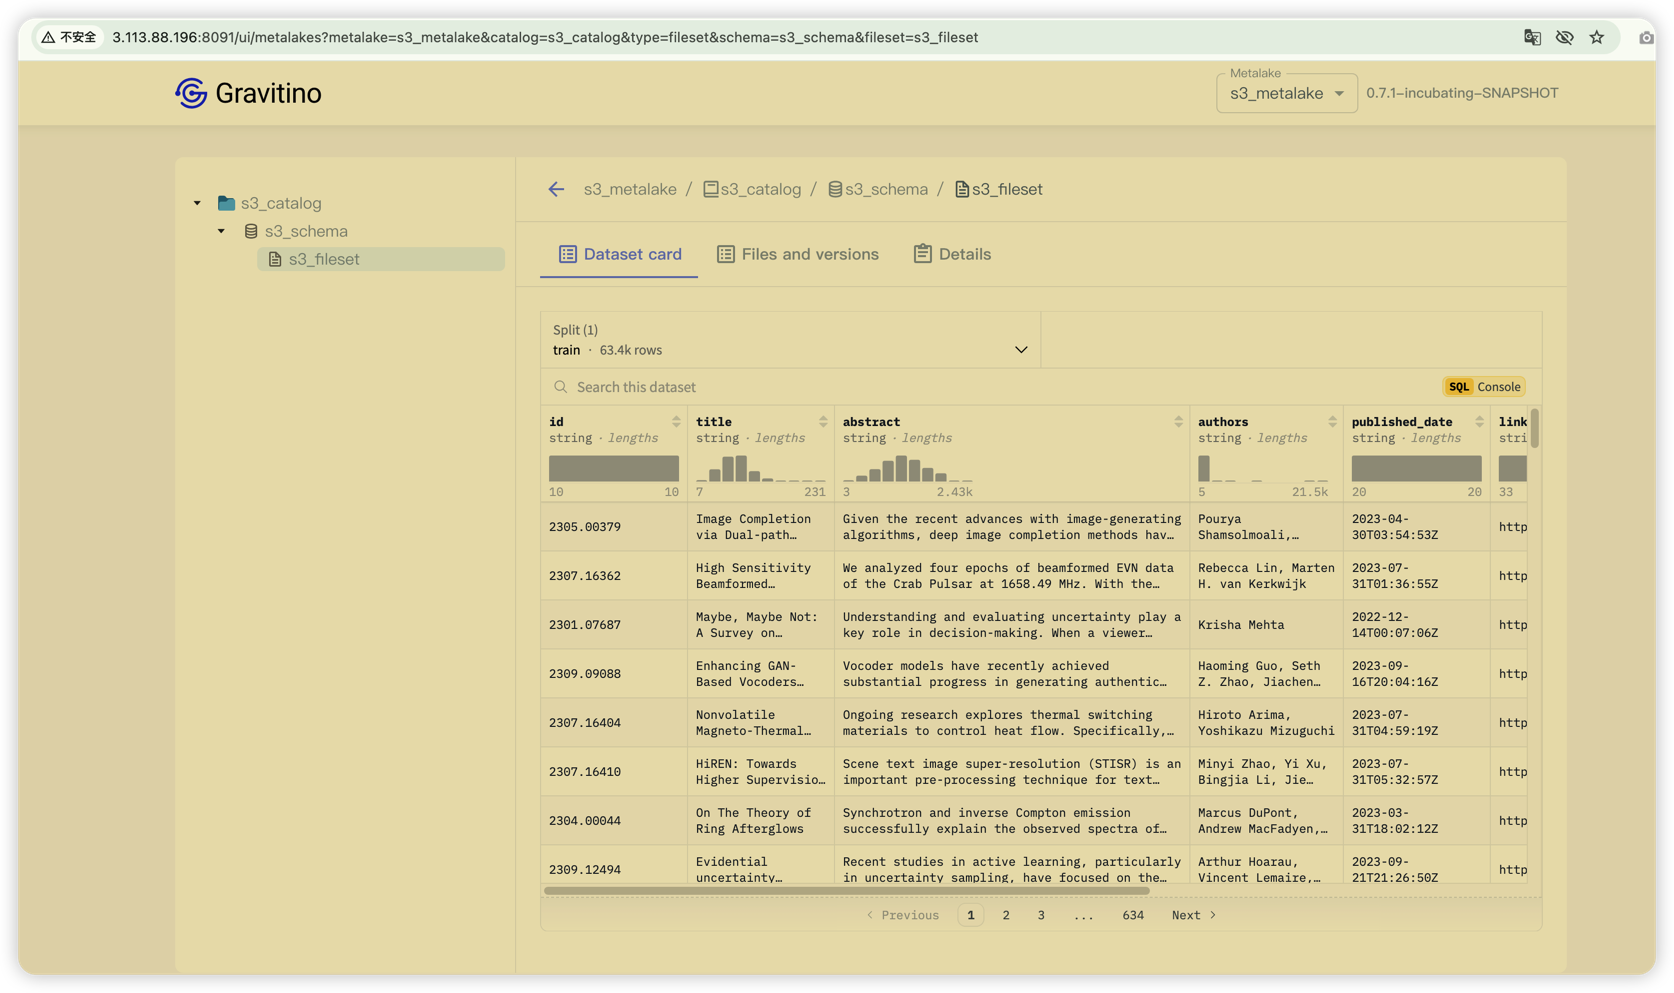 不安全 3.113.88.196:8091/ui/metalakes?metalake=s3_metalake&catalog=s3_catalog&type=fileset&schema=s3_schema&fileset=s3_fileset
Gravitino
Metalake
s3_metalake
0.7.1-incubating-SNAPSHOT
s3_catalog
s3_schema
s3_fileset
s3_metalake / s3_catalog / s3_schema / s3_fileset
Dataset card
Files and versions
Details
Split (1)
train · 63.4k rows
Search this dataset
SQL Console
id
string · lengths
10 10
title
string · lengths
7 231
abstract
string · lengths
3 2.43k
authors
string · lengths
5 21.5k
published_date
string · lengths
20 20
link
stri
33
2305.00379
Image Completion
via Dual-path…
Given the recent advances with image-generating
algorithms, deep image completion methods hav…
Pourya
Shamsolmoali,…
2023-04-
30T03:54:53Z
http
2307.16362
High Sensitivity
Beamformed…
We analyzed four epochs of beamformed EVN data
of the Crab Pulsar at 1658.49 MHz. With the…
Rebecca Lin, Marten
H. van Kerkwijk
2023-07-
31T01:36:55Z
http
2301.07687
Maybe, Maybe Not:
A Survey on…
Understanding and evaluating uncertainty play a
key role in decision-making. When a viewer…
Krisha Mehta
2022-12-
14T00:07:06Z
http
2309.09088
Enhancing GAN-
Based Vocoders…
Vocoder models have recently achieved
substantial progress in generating authentic…
Haoming Guo, Seth
Z. Zhao, Jiachen…
2023-09-
16T20:04:16Z
http
2307.16404
Nonvolatile
Magneto-Thermal…
Ongoing research explores thermal switching
materials to control heat flow. Specifically,…
Hiroto Arima,
Yoshikazu Mizuguchi
2023-07-
31T04:59:19Z
http
2307.16410
HiREN: Towards
Higher Supervisio…
Scene text image super-resolution (STISR) is an
important pre-processing technique for text…
Minyi Zhao, Yi Xu,
Bingjia Li, Jie…
2023-07-
31T05:32:57Z
http
2304.00044
On The Theory of
Ring Afterglows
Synchrotron and inverse Compton emission
successfully explain the observed spectra of…
Marcus DuPont,
Andrew MacFadyen,…
2023-03-
31T18:02:12Z
http
2309.12494
Evidential
uncertainty…
Recent studies in active learning, particularly
in uncertainty sampling, have focused on the…
Arthur Hoarau,
Vincent Lemaire,…
2023-09-
21T21:26:50Z
http
< Previous 1 2 3 ... 634 Next >